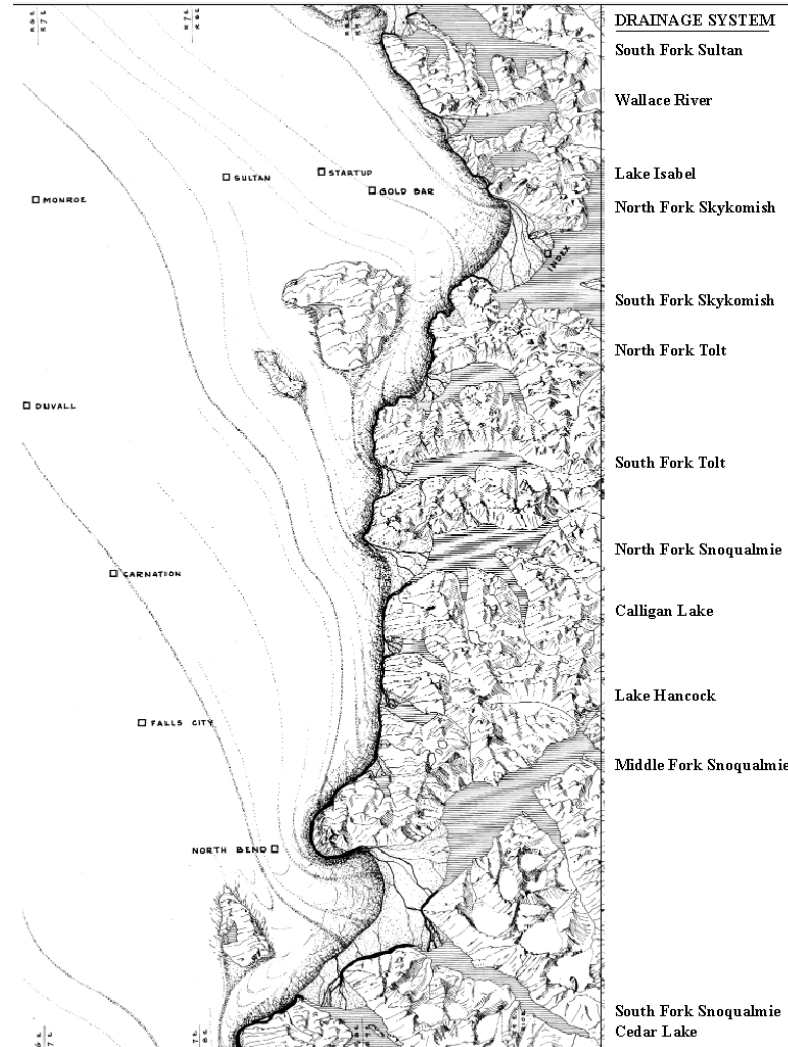 DRAINAGE SYSTEM
South Fork Sultan
Wallace River
Lake Isabel
North Fork Skykomish
South Fork Skykomish
North Fork Tolt
South Fork Tolt
North Fork Snoqualmie
Calligan Lake
Lake Hancock
Middle Fork Snoqualmie
South Fork Snoqualmie
Cedar Lake
STARTUP
SULTAN
GOLD BAR
MONROE
INDEX
DUVALL
CARNATION
FALLS CITY
NORTH BEND